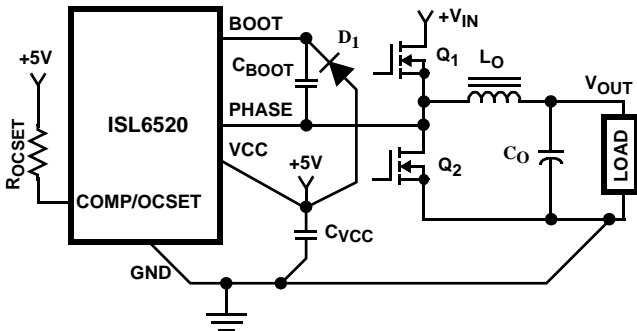 +VIN
BOOT
D1
+5V
CBOOT
Q1
LO
VOUT
ISL6520
PHASE
ROCSET
VCC
+5V
Q2
CO
LOAD
COMP/OCSET
CVCC
GND